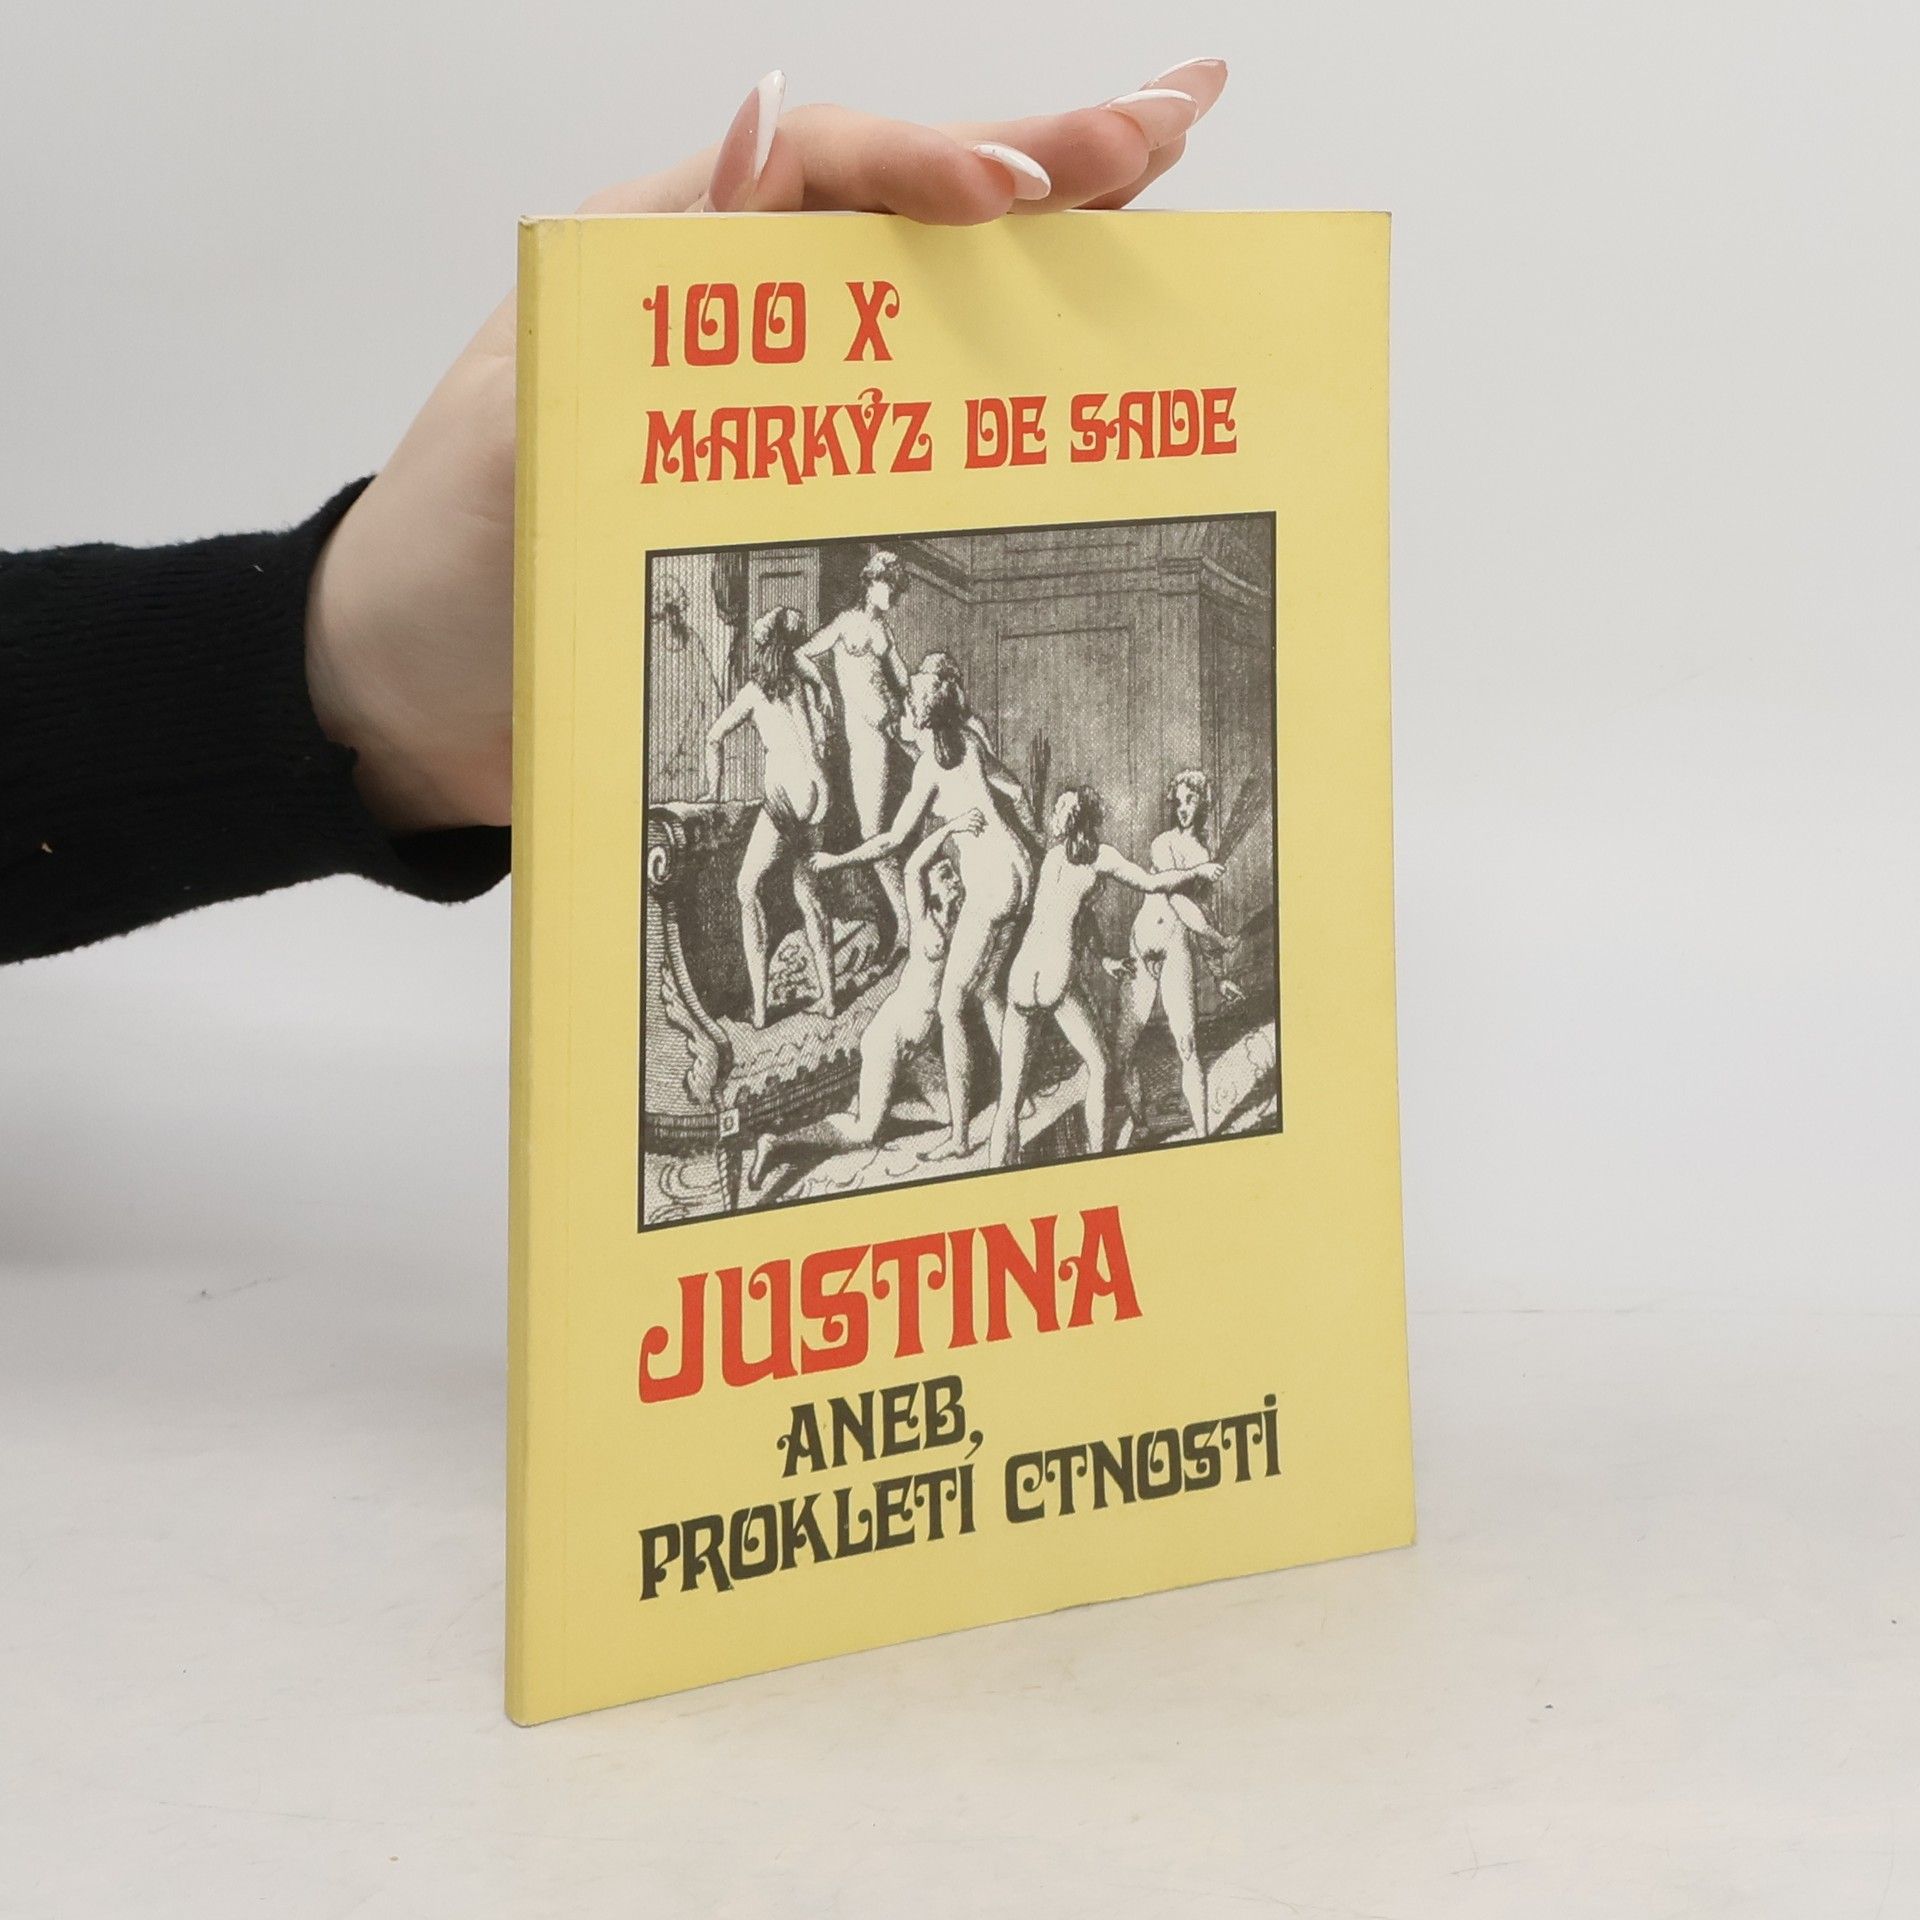 100 X
MARKÝZ DE SADE
JUSTINA
ANEB,
PROKLETÍ CTNOSTI